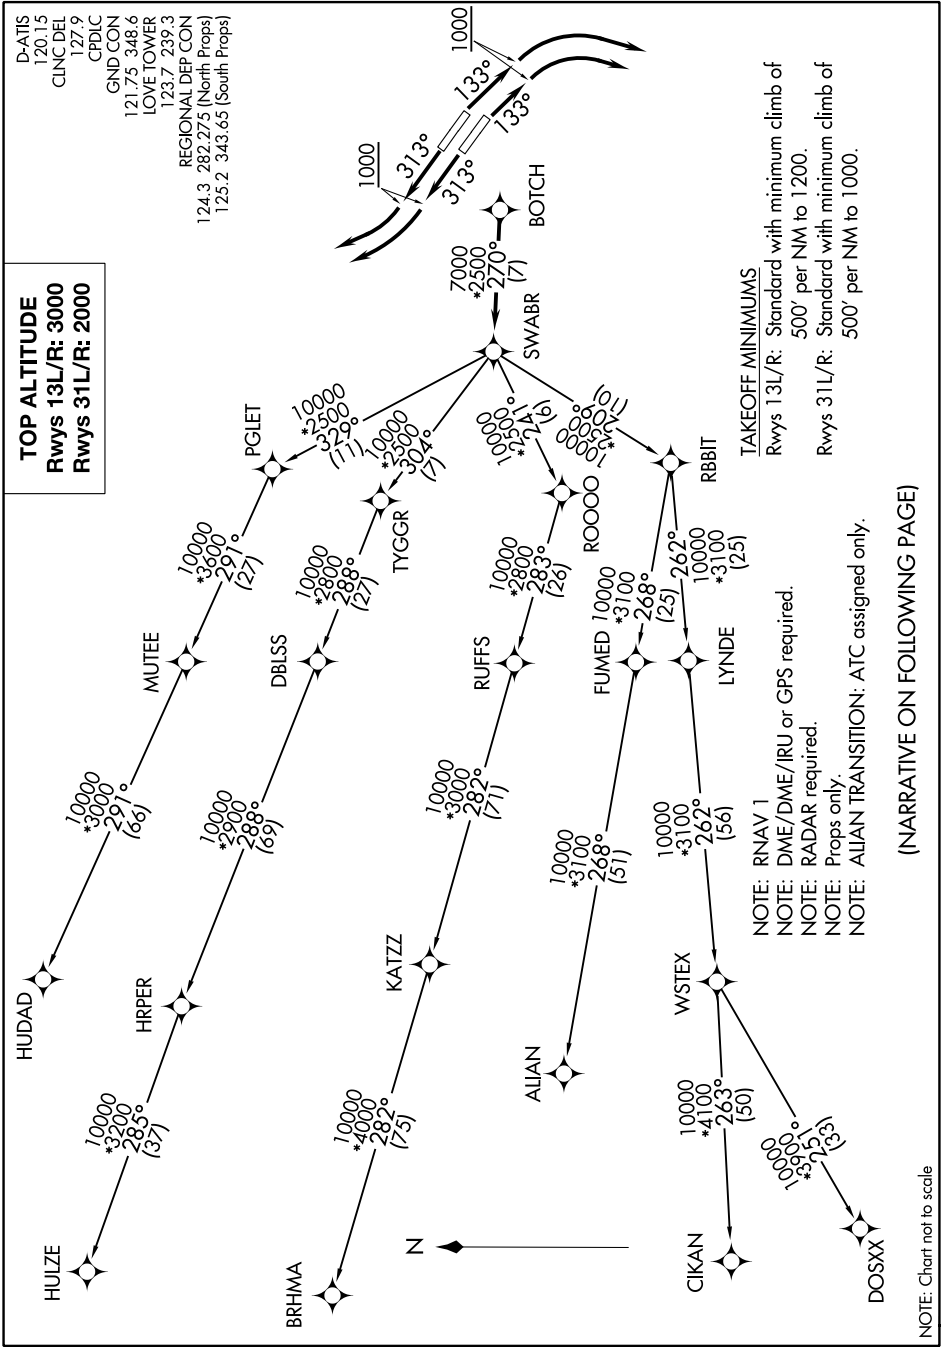 D-ATIS
120.15
CLNC DEL
127.9
CPDLC
GND CON
121.75 348.6
LOVE TOWER
123.7 239.3
REGIONAL DEP CON
124.3 282.275 (North Props)
125.2 343.65 (South Props)
TOP ALTITUDE
Rwys 13L/R: 3000
Rwys 31L/R: 2000
1000
133°
133°
313°
313°
1000
BOTCH
7000
*2500
270°
(7)
SWABR
10000
*2500
329°
(11)
PGLET
10000
*3600
291°
(27)
MUTEE
10000
*3000
291°
(66)
HUDAD
10000
*2500
304°
(7)
TYGGR
10000
*2800
288°
(27)
DBLSS
10000
*2900
288°
(69)
HRPER
10000
*3200
285°
(37)
HULZE
10000
*2500
241°
(9)
ROOOO
10000
*2800
283°
(26)
RUFFS
10000
*3000
282°
(71)
KATZZ
10000
*4000
282°
(75)
BRHMA
10000
*2500
209°
(10)
RBBIT
10000
*3100
268°
(25)
FUMED
10000
*3100
268°
(51)
ALIAN
262°
10000
*3100
(25)
LYNDE
10000
*3100
262°
(56)
WSTEX
10000
*4100
263°
(50)
CIKAN
10000
*3900
251°
(33)
DOSXX
N
TAKEOFF MINIMUMS
Rwys 13L/R: Standard with minimum climb of
500' per NM to 1200.
Rwys 31L/R: Standard with minimum climb of
500' per NM to 1000.
NOTE: RNAV 1
NOTE: DME/DME/IRU or GPS required.
NOTE: RADAR required.
NOTE: Props only.
NOTE: ALIAN TRANSITION: ATC assigned only.
(NARRATIVE ON FOLLOWING PAGE)
NOTE: Chart not to scale